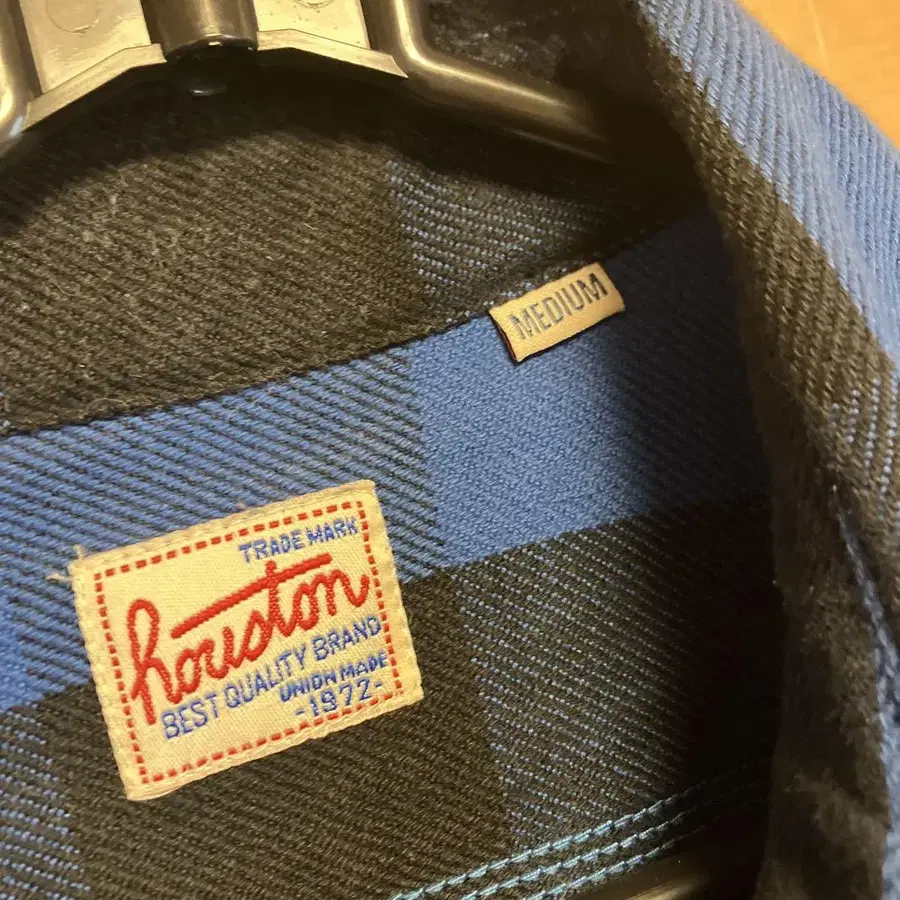 MEDIUM
TRADE MARK
houston
BEST QUALITY BRAND
UNION MADE
-1972-